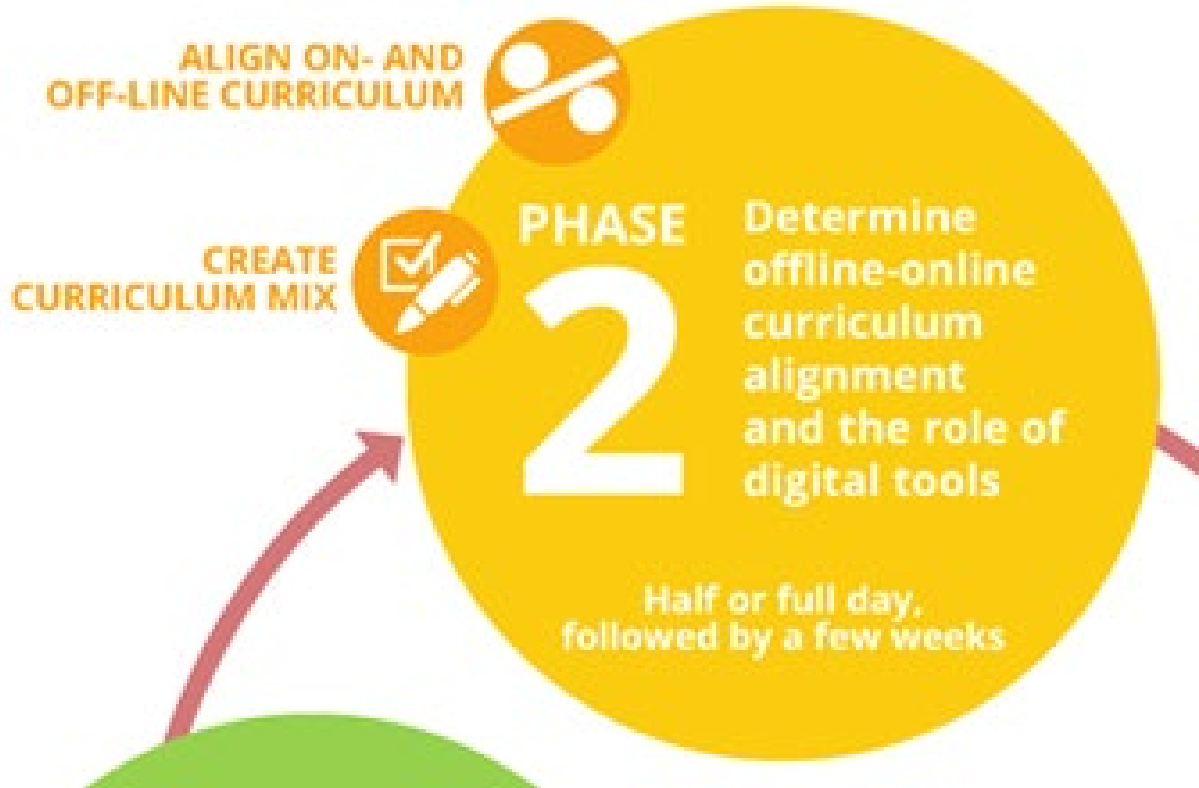 ALIGN ON- AND
OFF-LINE CURRICULUM
CREATE
CURRICULUM MIX
PHASE
2
Determine
offline-online
curriculum
alignment
and the role of
digital tools
Half or full day,
followed by a few weeks